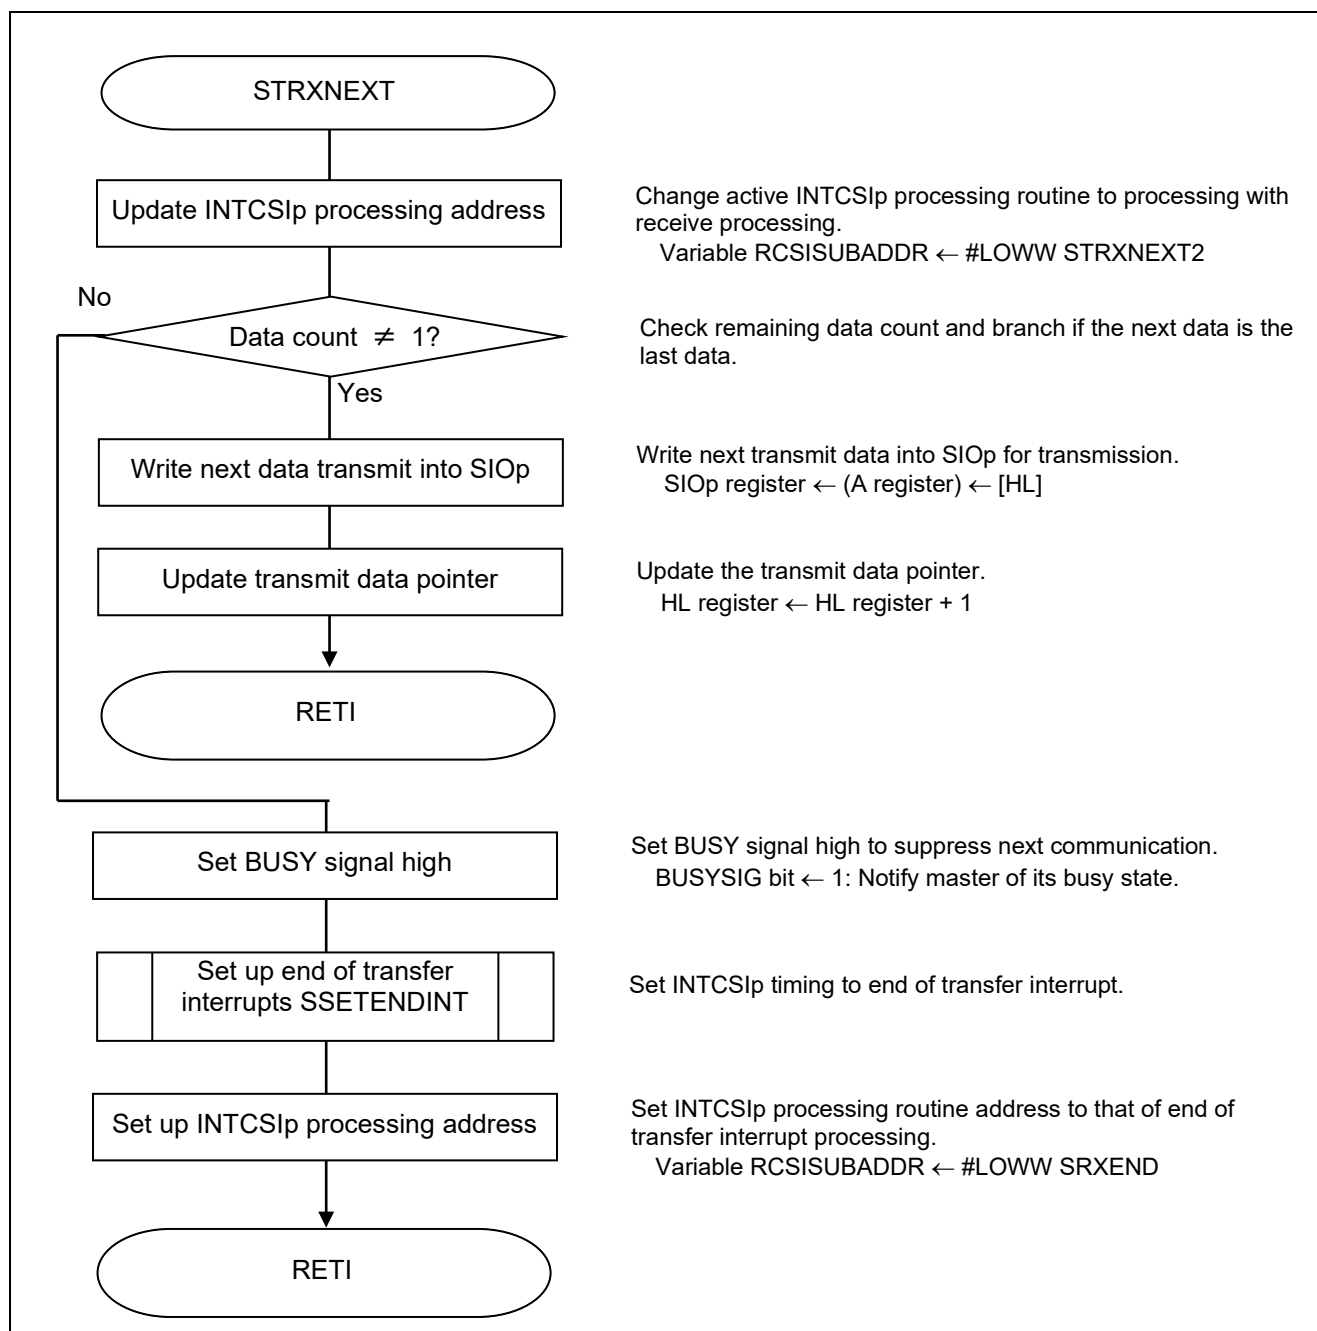 STRXNEXT
Update INTCSIp processing address
Change active INTCSIp processing routine to processing with
receive processing.
Variable RCSISUBADDR ← #LOWW STRXNEXT2
No
Data count ≠ 1?
Check remaining data count and branch if the next data is the
last data.
Yes
Write next data transmit into SIOp
Write next transmit data into SIOp for transmission.
SIOp register ← (A register) ← [HL]
Update transmit data pointer
Update the transmit data pointer.
HL register ← HL register + 1
RETI
Set BUSY signal high
Set BUSY signal high to suppress next communication.
BUSYSIG bit ← 1: Notify master of its busy state.
Set up end of transfer
interrupts SSETENDINT
Set INTCSIp timing to end of transfer interrupt.
Set up INTCSIp processing address
Set INTCSIp processing routine address to that of end of
transfer interrupt processing.
Variable RCSISUBADDR ← #LOWW SRXEND
RETI